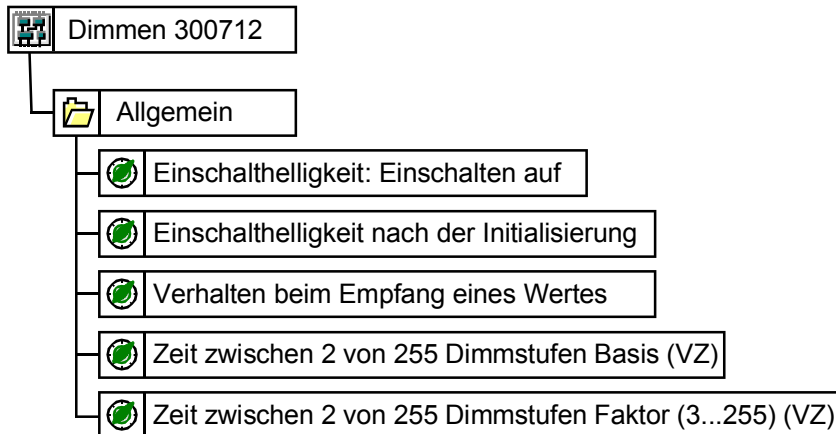 Dimmen 300712
Allgemein
Einschalthelligkeit: Einschalten auf
Einschalthelligkeit nach der Initialisierung
Verhalten beim Empfang eines Wertes
Zeit zwischen 2 von 255 Dimmstufen Basis (VZ)
Zeit zwischen 2 von 255 Dimmstufen Faktor (3...255) (VZ)